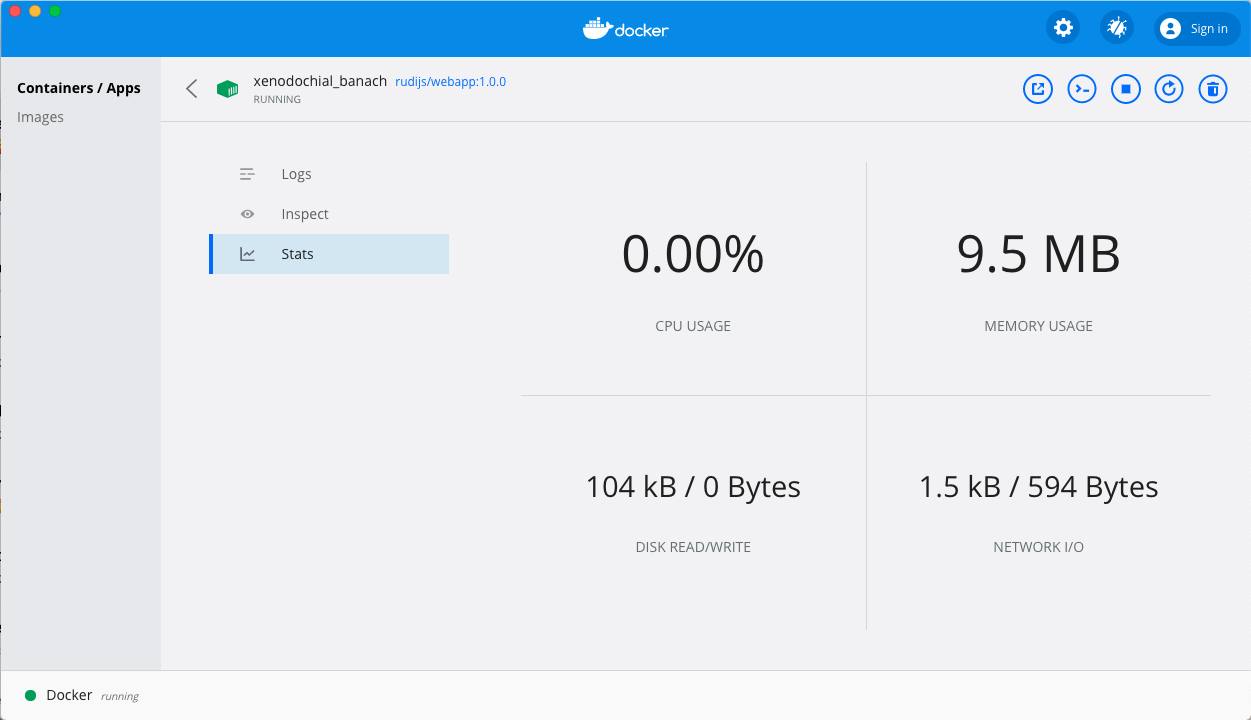 docker
Sign in
Containers / Apps
Images
xenodochial_banach rudijs/webapp:1.0.0
RUNNING
Logs
Inspect
Stats
0.00%
CPU USAGE
9.5 MB
MEMORY USAGE
104 kB / 0 Bytes
DISK READ/WRITE
1.5 kB / 594 Bytes
NETWORK I/O
Docker running